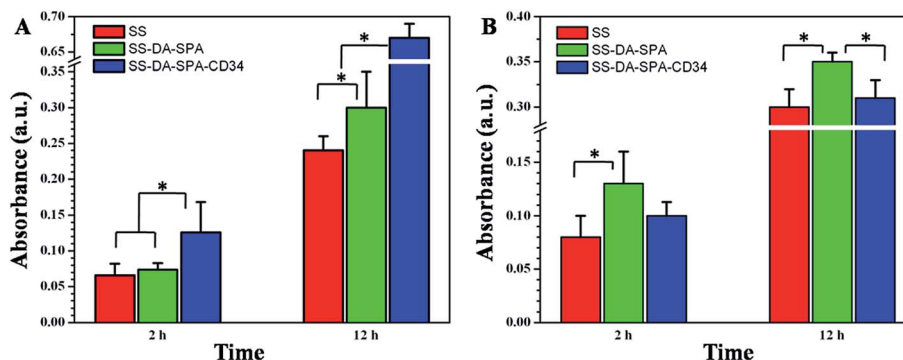 A
SS
SS-DA-SPA
SS-DA-SPA-CD34
Absorbance (a.u.)
0.70
0.65
0.35
0.30
0.25
0.20
0.15
0.10
0.05
0.00
*
*
*
2 h
12 h
Time
B
SS
SS-DA-SPA
SS-DA-SPA-CD34
Absorbance (a.u.)
0.40
0.35
0.30
0.15
0.10
0.05
0.00
*
*
*
2 h
12 h
Time